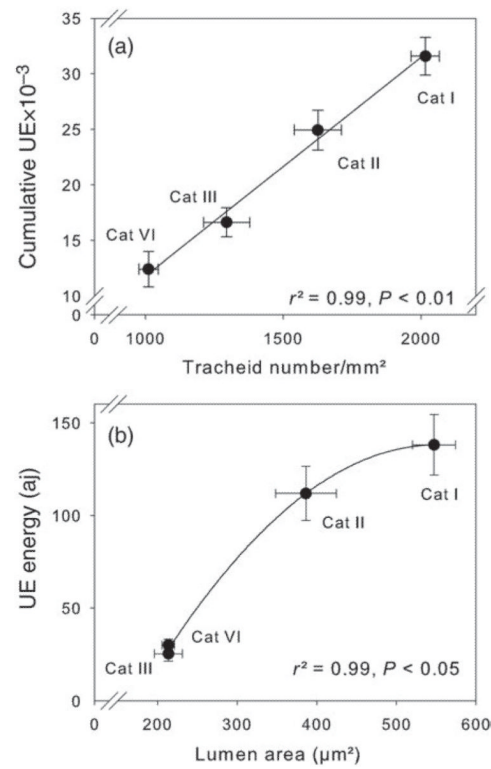 (a)
Cumulative UE×10⁻³
35
30
25
20
15
10
0
Cat I
Cat II
Cat III
Cat VI
r² = 0.99, P < 0.01
0 1000 1500 2000
Tracheid number/mm²
(b)
UE energy (aj)
150
100
50
0
Cat I
Cat II
Cat VI
Cat III
r² = 0.99, P < 0.05
0 200 300 400 500 600
Lumen area (µm²)